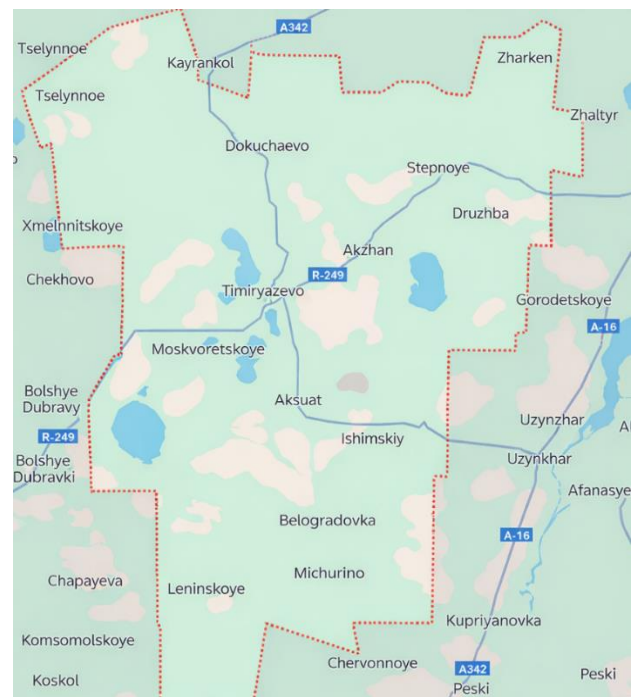 A342
Tselynnoe
Kayrankol
Zharken
Tselynnoe
Zhaltyr
Dokuchaevo
Stepnoye
Druzhba
Xmelnnitskoye
Akzhan
Chekhovo
R-249
Timiryazevo
Gorodetskoye
A-16
Moskvoretskoye
Bolshye
Dubravy
Aksuat
Uzynzhar
R-249
Ishimskiy
Bolshye
Dubravki
Uzynkhar
Afanasye
Belogradovka
A-16
Chapayeva
Michurino
Leninskoye
Kupriyanovka
Komsomolskoye
Chervonnoye
A342
Koskol
Peski
Peski